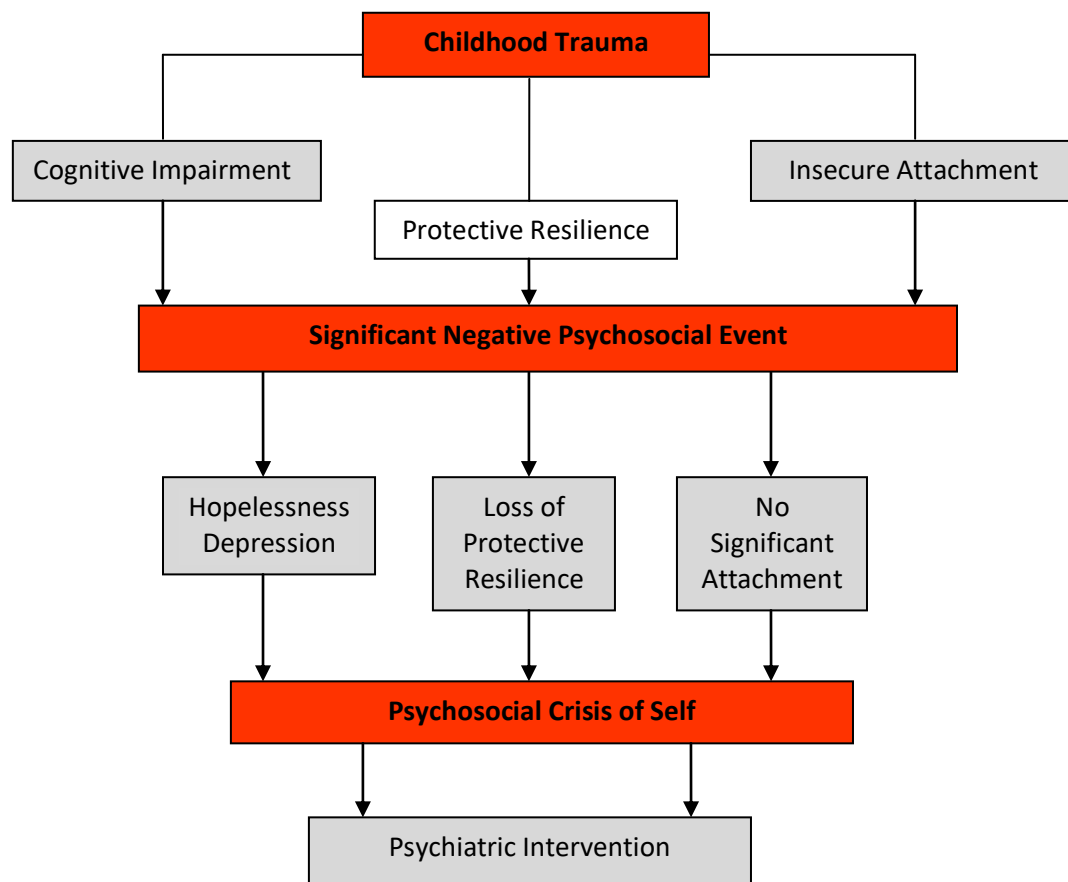 Childhood Trauma
Cognitive Impairment
Insecure Attachment
Protective Resilience
Significant Negative Psychosocial Event
Hopelessness
Depression
Loss of
Protective
Resilience
No
Significant
Attachment
Psychosocial Crisis of Self
Psychiatric Intervention